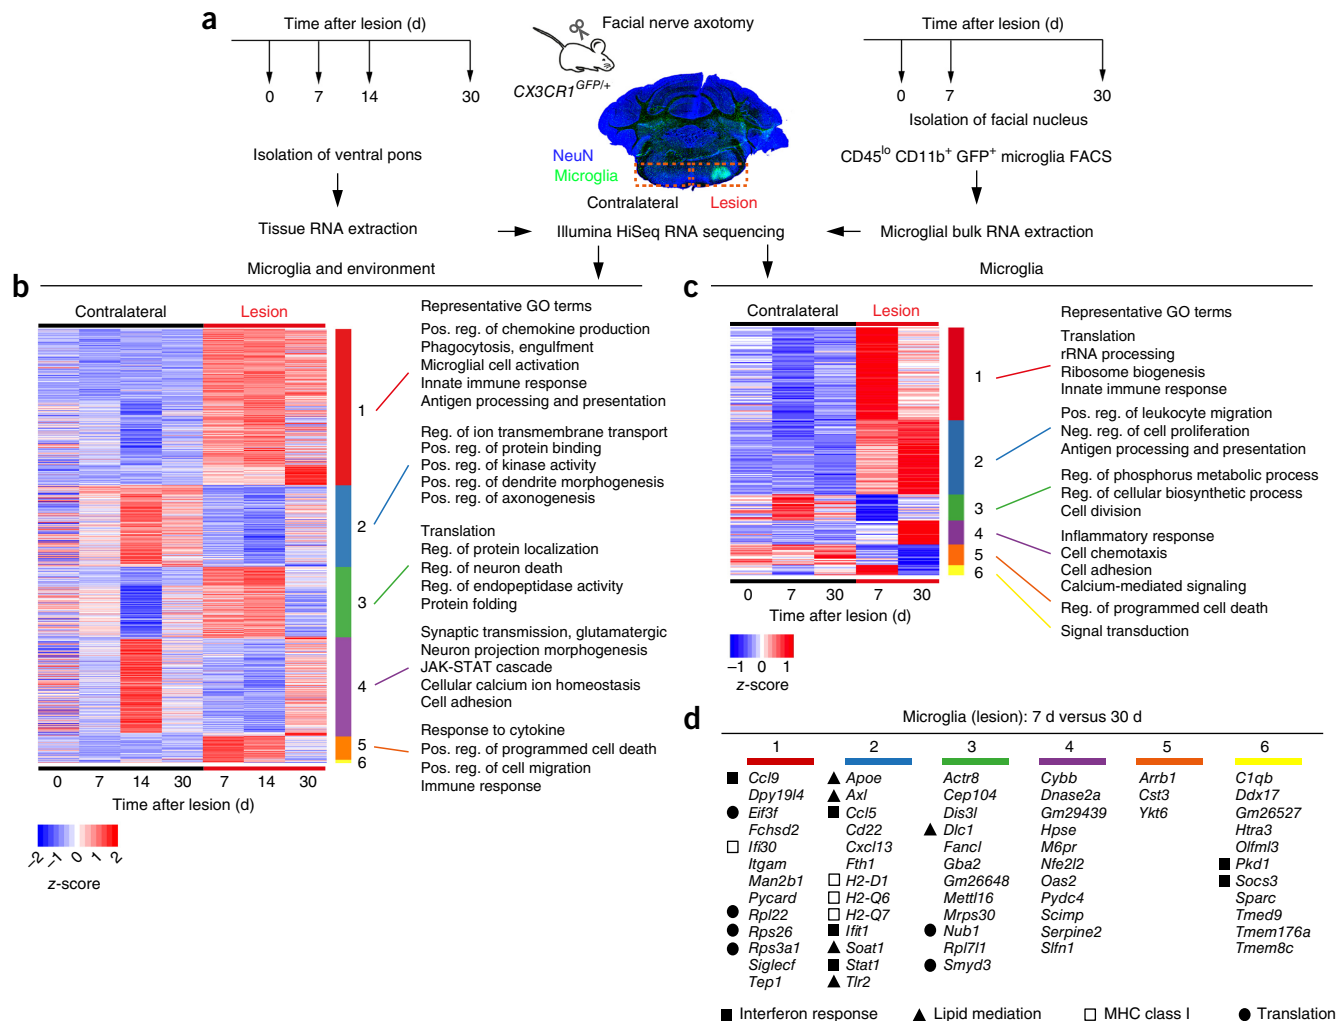 a
Time after lesion (d)
0 7 14 30
Isolation of ventral pons
Tissue RNA extraction
Facial nerve axotomy
CX3CR1GFP/+
NeuN
Microglia
Contralateral Lesion
Illumina HiSeq RNA sequencing
Time after lesion (d)
0 7 30
Isolation of facial nucleus
CD45lo CD11b+ GFP+ microglia FACS
Microglial bulk RNA extraction
b
Microglia and environment
Contralateral Lesion
1
2
3
4
5
6
0 7 14 30 7 14 30
Time after lesion (d)
–2 –1 0 1 2
z-score
Representative GO terms
Pos. reg. of chemokine production
Phagocytosis, engulfment
Microglial cell activation
Innate immune response
Antigen processing and presentation
Reg. of ion transmembrane transport
Pos. reg. of protein binding
Pos. reg. of kinase activity
Pos. reg. of dendrite morphogenesis
Pos. reg. of axonogenesis
Translation
Reg. of protein localization
Reg. of neuron death
Reg. of endopeptidase activity
Protein folding
Synaptic transmission, glutamatergic
Neuron projection morphogenesis
JAK-STAT cascade
Cellular calcium ion homeostasis
Cell adhesion
Response to cytokine
Pos. reg. of programmed cell death
Pos. reg. of cell migration
Immune response
c
Microglia
Contralateral Lesion
1
2
3
4
5
6
0 7 30 7 30
Time after lesion (d)
–1 0 1
z-score
Representative GO terms
Translation
rRNA processing
Ribosome biogenesis
Innate immune response
Pos. reg. of leukocyte migration
Neg. reg. of cell proliferation
Antigen processing and presentation
Reg. of phosphorus metabolic process
Reg. of cellular biosynthetic process
Cell division
Inflammatory response
Cell chemotaxis
Cell adhesion
Calcium-mediated signaling
Reg. of programmed cell death
Signal transduction
d
Microglia (lesion): 7 d versus 30 d
1
Ccl9
Dpy19l4
Eif3f
Fchsd2
Ifi30
Itgam
Man2b1
Pycard
Rpl22
Rps26
Rps3a1
Siglecf
Tep1
2
Apoe
Axl
Ccl5
Cd22
Cxcl13
Fth1
H2-D1
H2-Q6
H2-Q7
Ifit1
Soat1
Stat1
Tlr2
3
Actr8
Cep104
Dis3l
Dlc1
Fancl
Gba2
Gm26648
Mettl16
Mrps30
Nub1
Rpl7l1
Smyd3
4
Cybb
Dnase2a
Gm29439
Hpse
M6pr
Nfe2l2
Oas2
Pydc4
Scimp
Serpine2
Slfn1
5
Arrb1
Cst3
Ykt6
6
C1qb
Ddx17
Gm26527
Htra3
Olfml3
Pkd1
Socs3
Sparc
Tmed9
Tmem176a
Tmem8c
Interferon response Lipid mediation MHC class I Translation